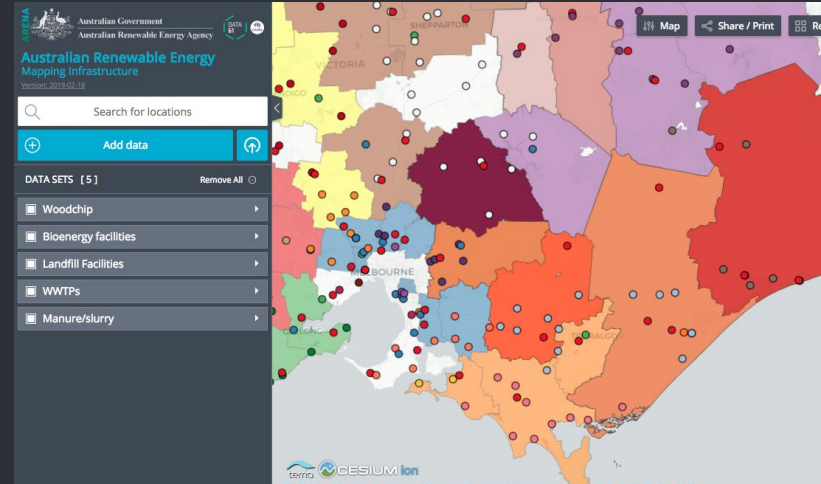 ARENA
Australian Government
Australian Renewable Energy Agency
DATA
61
Australian Renewable Energy
Mapping Infrastructure
Version: 2019-02-18
Search for locations
Add data
DATA SETS [ 5 ]
Remove All
Woodchip
Bioenergy facilities
Landfill Facilities
WWTPs
Manure/slurry
Map
Share / Print
Re
SHEPPARTON
VICTORIA
MELBOURNE
terria
CESIUM ion